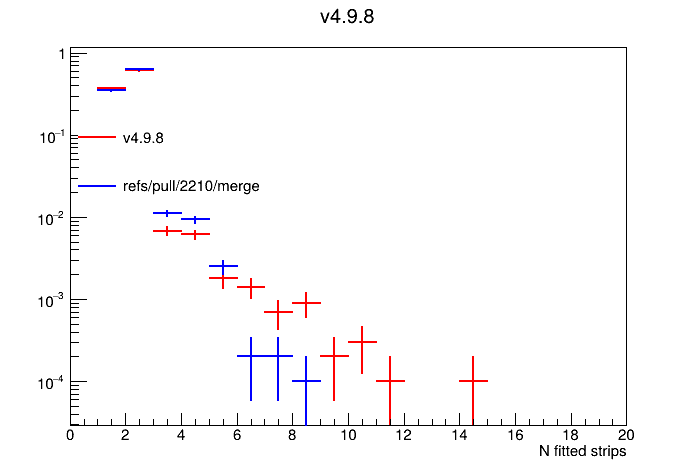 v4.9.8
1
10⁻¹
v4.9.8
refs/pull/2210/merge
10⁻²
10⁻³
10⁻⁴
0 2 4 6 8 10 12 14 16 18 20
N fitted strips